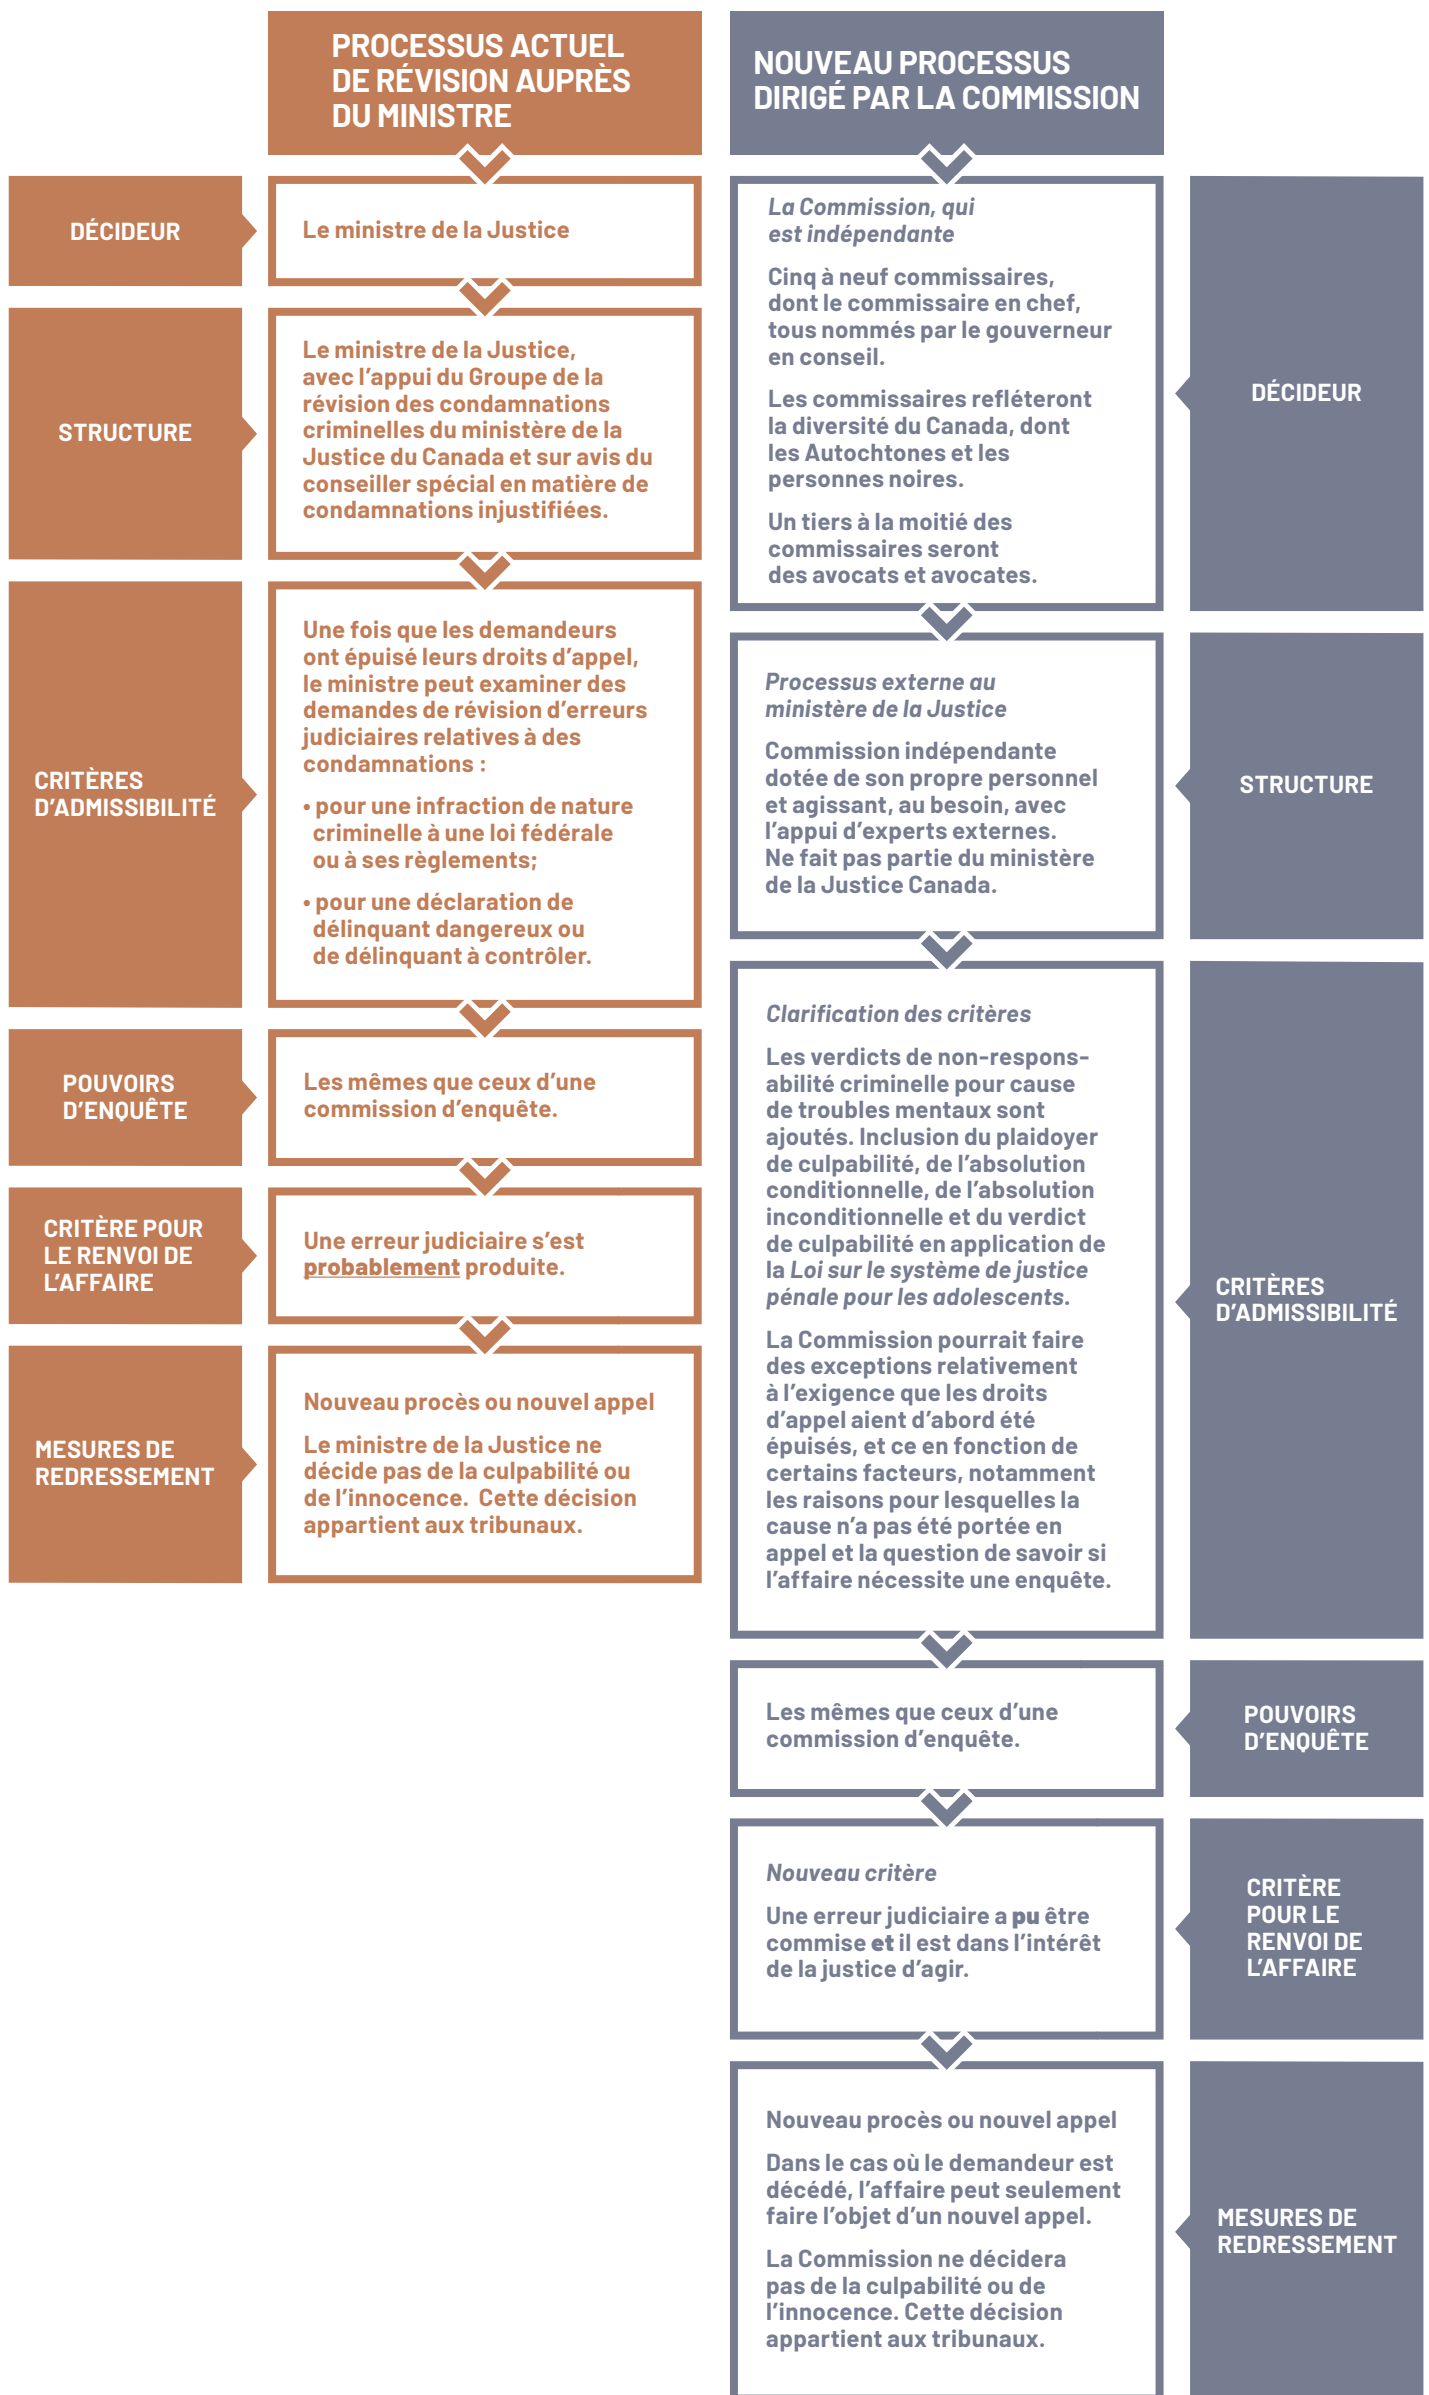 PROCESSUS ACTUEL
DE RÉVISION AUPRÈS
DU MINISTRE
DÉCIDEUR
Le ministre de la Justice
STRUCTURE
Le ministre de la Justice,
avec l'appui du Groupe de la
révision des condamnations
criminelles du ministère de la
Justice du Canada et sur avis du
conseiller spécial en matière de
condamnations injustifiées.
CRITÈRES
D'ADMISSIBILITÉ
Une fois que les demandeurs
ont épuisé leurs droits d'appel,
le ministre peut examiner des
demandes de révision d'erreurs
judiciaires relatives à des
condamnations :
• pour une infraction de nature
criminelle à une loi fédérale
ou à ses règlements;
• pour une déclaration de
délinquant dangereux ou
de délinquant à contrôler.
POUVOIRS
D'ENQUÊTE
Les mêmes que ceux d'une
commission d'enquête.
CRITÈRE POUR
LE RENVOI DE
L'AFFAIRE
Une erreur judiciaire s'est
probablement produite.
MESURES DE
REDRESSEMENT
Nouveau procès ou nouvel appel
Le ministre de la Justice ne
décide pas de la culpabilité ou
de l'innocence. Cette décision
appartient aux tribunaux.
NOUVEAU PROCESSUS
DIRIGÉ PAR LA COMMISSION
La Commission, qui
est indépendante
Cinq à neuf commissaires,
dont le commissaire en chef,
tous nommés par le gouverneur
en conseil.
Les commissaires refléteront
la diversité du Canada, dont
les Autochtones et les
personnes noires.
Un tiers à la moitié des
commissaires seront
des avocats et avocates.
DÉCIDEUR
Processus externe au
ministère de la Justice
Commission indépendante
dotée de son propre personnel
et agissant, au besoin, avec
l'appui d'experts externes.
Ne fait pas partie du ministère
de la Justice Canada.
STRUCTURE
Clarification des critères
Les verdicts de non-respons-
abilité criminelle pour cause
de troubles mentaux sont
ajoutés. Inclusion du plaidoyer
de culpabilité, de l'absolution
conditionnelle, de l'absolution
inconditionnelle et du verdict
de culpabilité en application de
la Loi sur le système de justice
pénale pour les adolescents.
La Commission pourrait faire
des exceptions relativement
à l'exigence que les droits
d'appel aient d'abord été
épuisés, et ce en fonction de
certains facteurs, notamment
les raisons pour lesquelles la
cause n'a pas été portée en
appel et la question de savoir si
l'affaire nécessite une enquête.
CRITÈRES
D'ADMISSIBILITÉ
Les mêmes que ceux d'une
commission d'enquête.
POUVOIRS
D'ENQUÊTE
Nouveau critère
Une erreur judiciaire a pu être
commise et il est dans l'intérêt
de la justice d'agir.
CRITÈRE
POUR LE
RENVOI DE
L'AFFAIRE
Nouveau procès ou nouvel appel
Dans le cas où le demandeur est
décédé, l'affaire peut seulement
faire l'objet d'un nouvel appel.
La Commission ne décidera
pas de la culpabilité ou de
l'innocence. Cette décision
appartient aux tribunaux.
MESURES DE
REDRESSEMENT